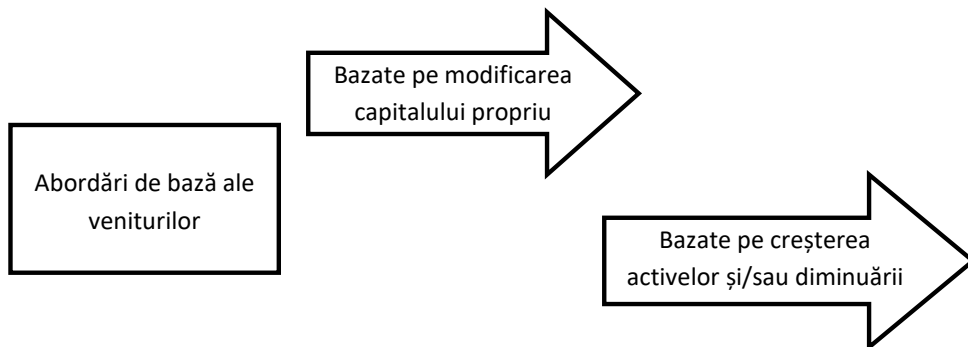 Bazate pe modificarea
capitalului propriu
Abordări de bază ale
veniturilor
Bazate pe creșterea
activelor și/sau diminuării